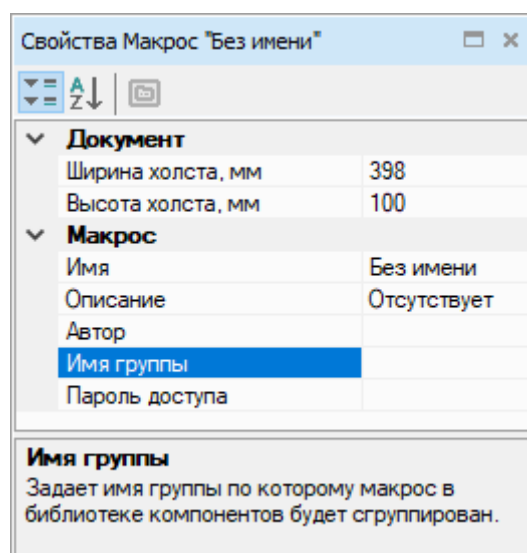 Свойства Макрос "Без имени"
Документ
Ширина холста, мм 398
Высота холста, мм 100
Макрос
Имя Без имени
Описание Отсутствует
Автор
Имя группы
Пароль доступа
Имя группы
Задает имя группы по которому макрос в
библиотеке компонентов будет сгруппирован.